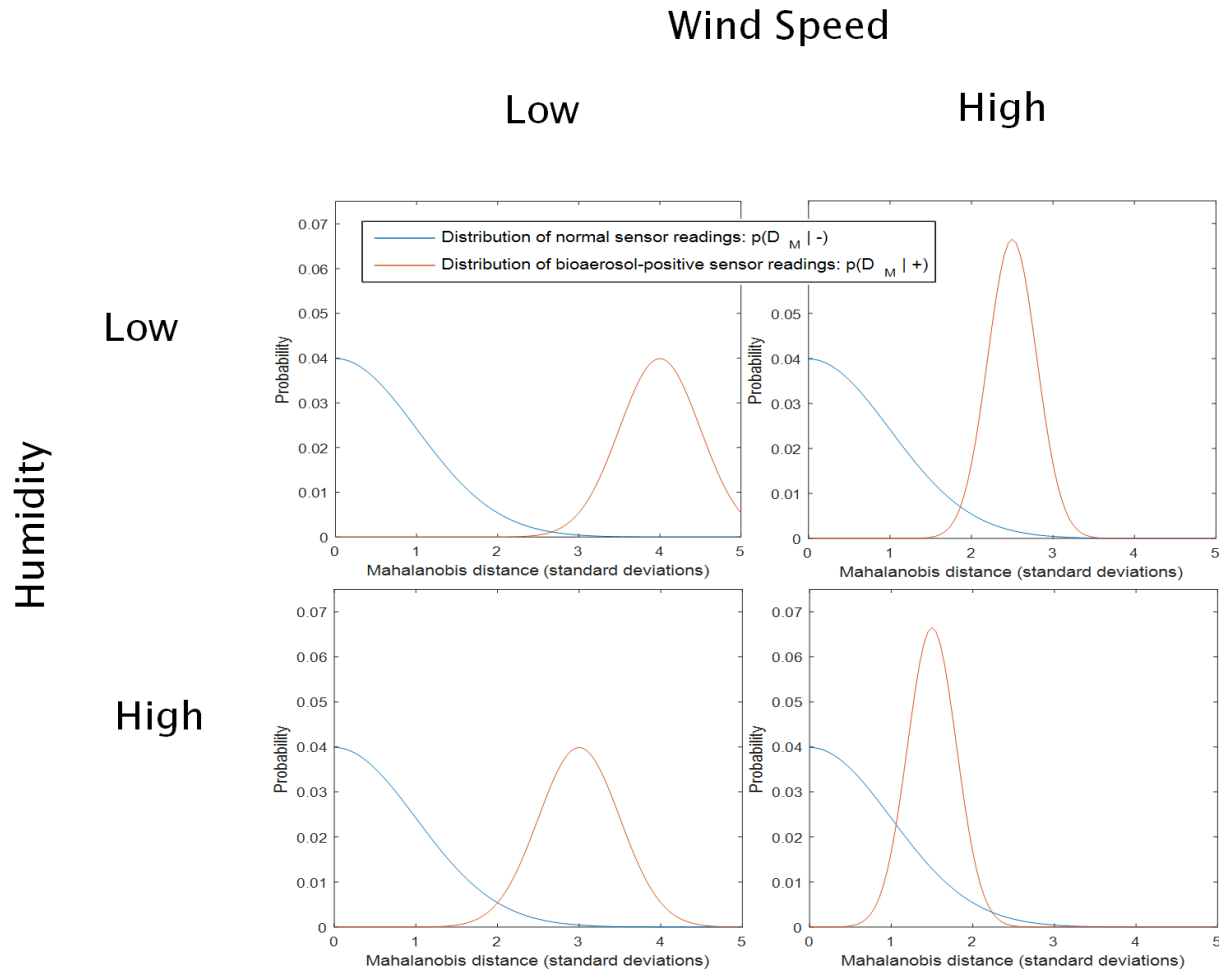 Wind Speed
Low
High
Distribution of normal sensor readings: p(D M | -)
Distribution of bioaerosol-positive sensor readings: p(D M | +)
Low
Humidity
High
0.07
0.06
0.05
0.04
0.03
0.02
0.01
0
Probability
0 1 2 3 4 5
Mahalanobis distance (standard deviations)
0.07
0.06
0.05
0.04
0.03
0.02
0.01
0
Probability
0 1 2 3 4 5
Mahalanobis distance (standard deviations)
0.07
0.06
0.05
0.04
0.03
0.02
0.01
0
Probability
0 1 2 3 4 5
Mahalanobis distance (standard deviations)
0.07
0.06
0.05
0.04
0.03
0.02
0.01
0
Probability
0 1 2 3 4 5
Mahalanobis distance (standard deviations)